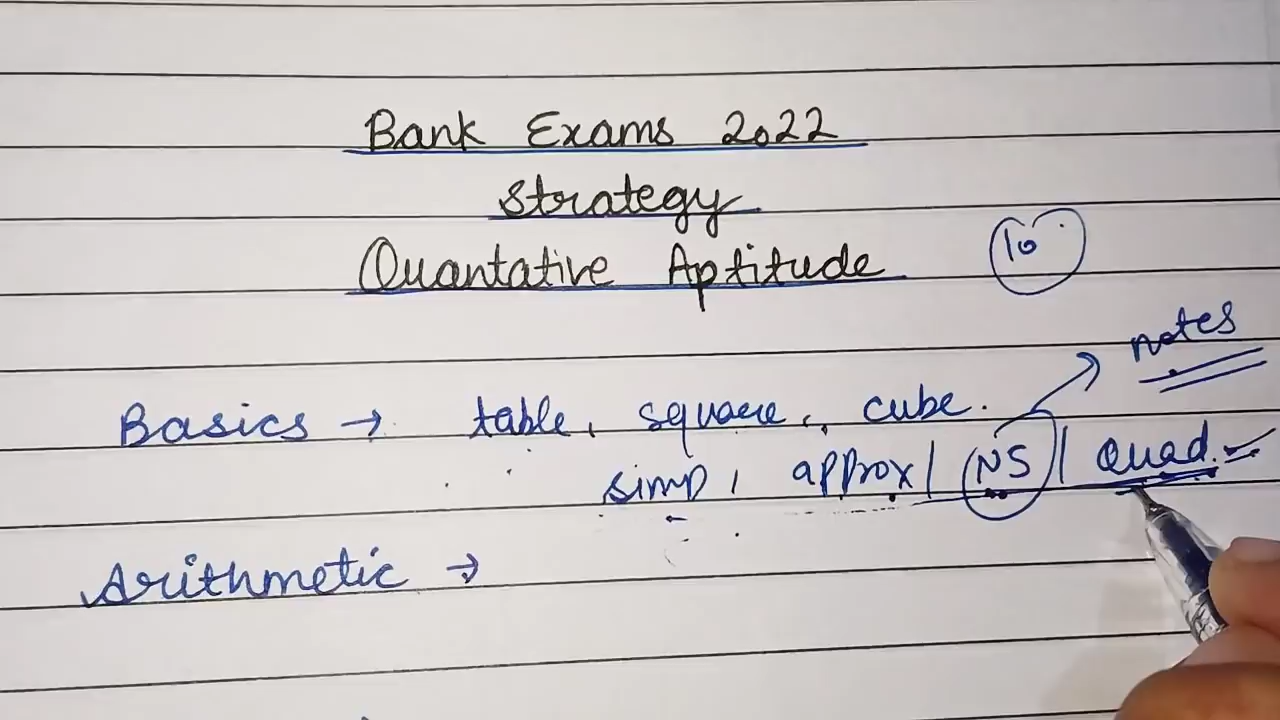 Bank Exams 2022
Strategy
Quantative Aptitude 10
notes
Basics → table, square, cube.
simp, approx | NS | Quad. ✓
Arithmetic →